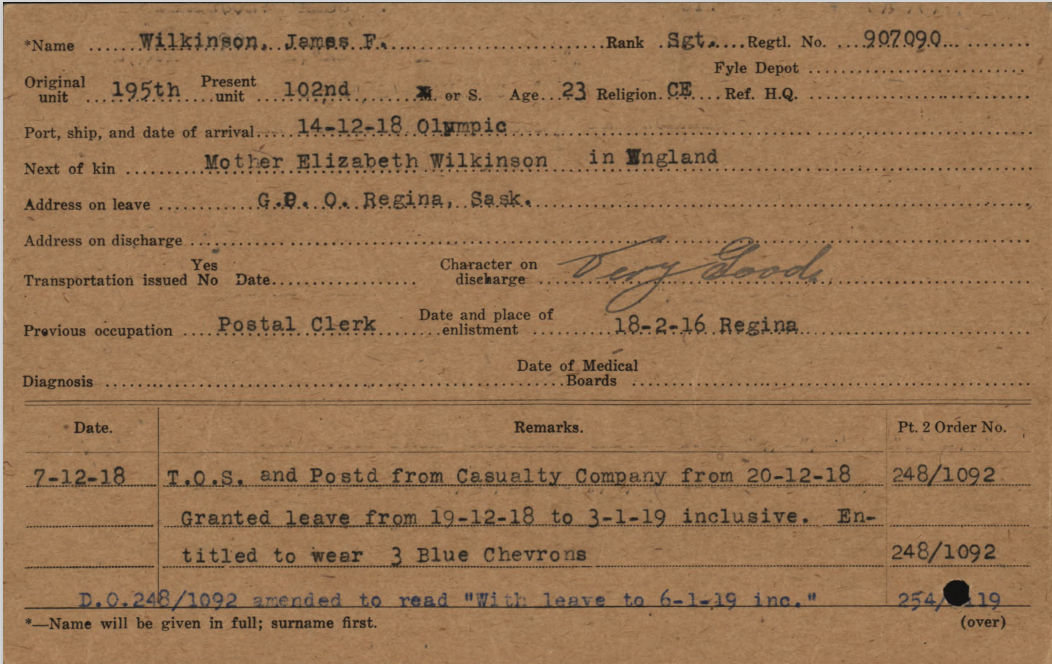 *Name Wilkinson, James F. Rank Sgt. Regtl. No. 907090
Fyle Depot
Original unit 195th Present unit 102nd M. or S. Age 23 Religion CE Ref. H.Q.
Port, ship, and date of arrival 14-12-18 Olympic
Next of kin Mother Elizabeth Wilkinson in England
Address on leave G.P. O. Regina, Sask.
Address on discharge
Transportation issued Yes No Date Character on discharge Very Good
Previous occupation Postal Clerk Date and place of enlistment 18-2-16 Regina
Diagnosis Date of Medical Boards
Date. Remarks. Pt. 2 Order No.
7-12-18 T.O.S. and Postd from Casualty Company from 20-12-18 248/1092
Granted leave from 19-12-18 to 3-1-19 inclusive. En-
titled to wear 3 Blue Chevrons 248/1092
D.O.248/1092 amended to read "With leave to 6-1-19 inc." 254/ 119
*—Name will be given in full; surname first. (over)